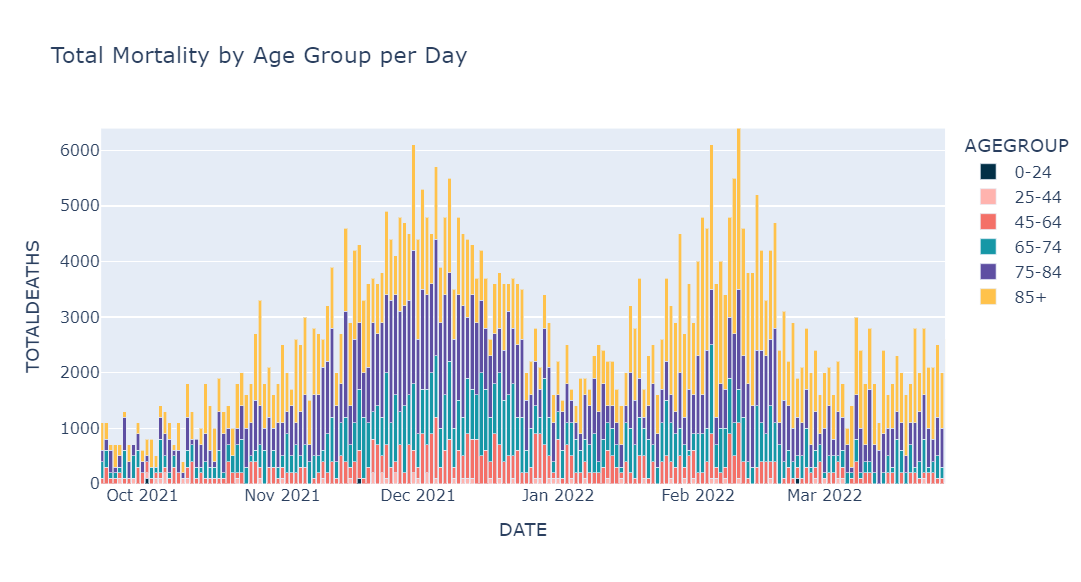 Total Mortality by Age Group per Day
TOTALDEATHS
6000
5000
4000
3000
2000
1000
0
Oct 2021
Nov 2021
Dec 2021
Jan 2022
Feb 2022
Mar 2022
DATE
AGEGROUP
0-24
25-44
45-64
65-74
75-84
85+